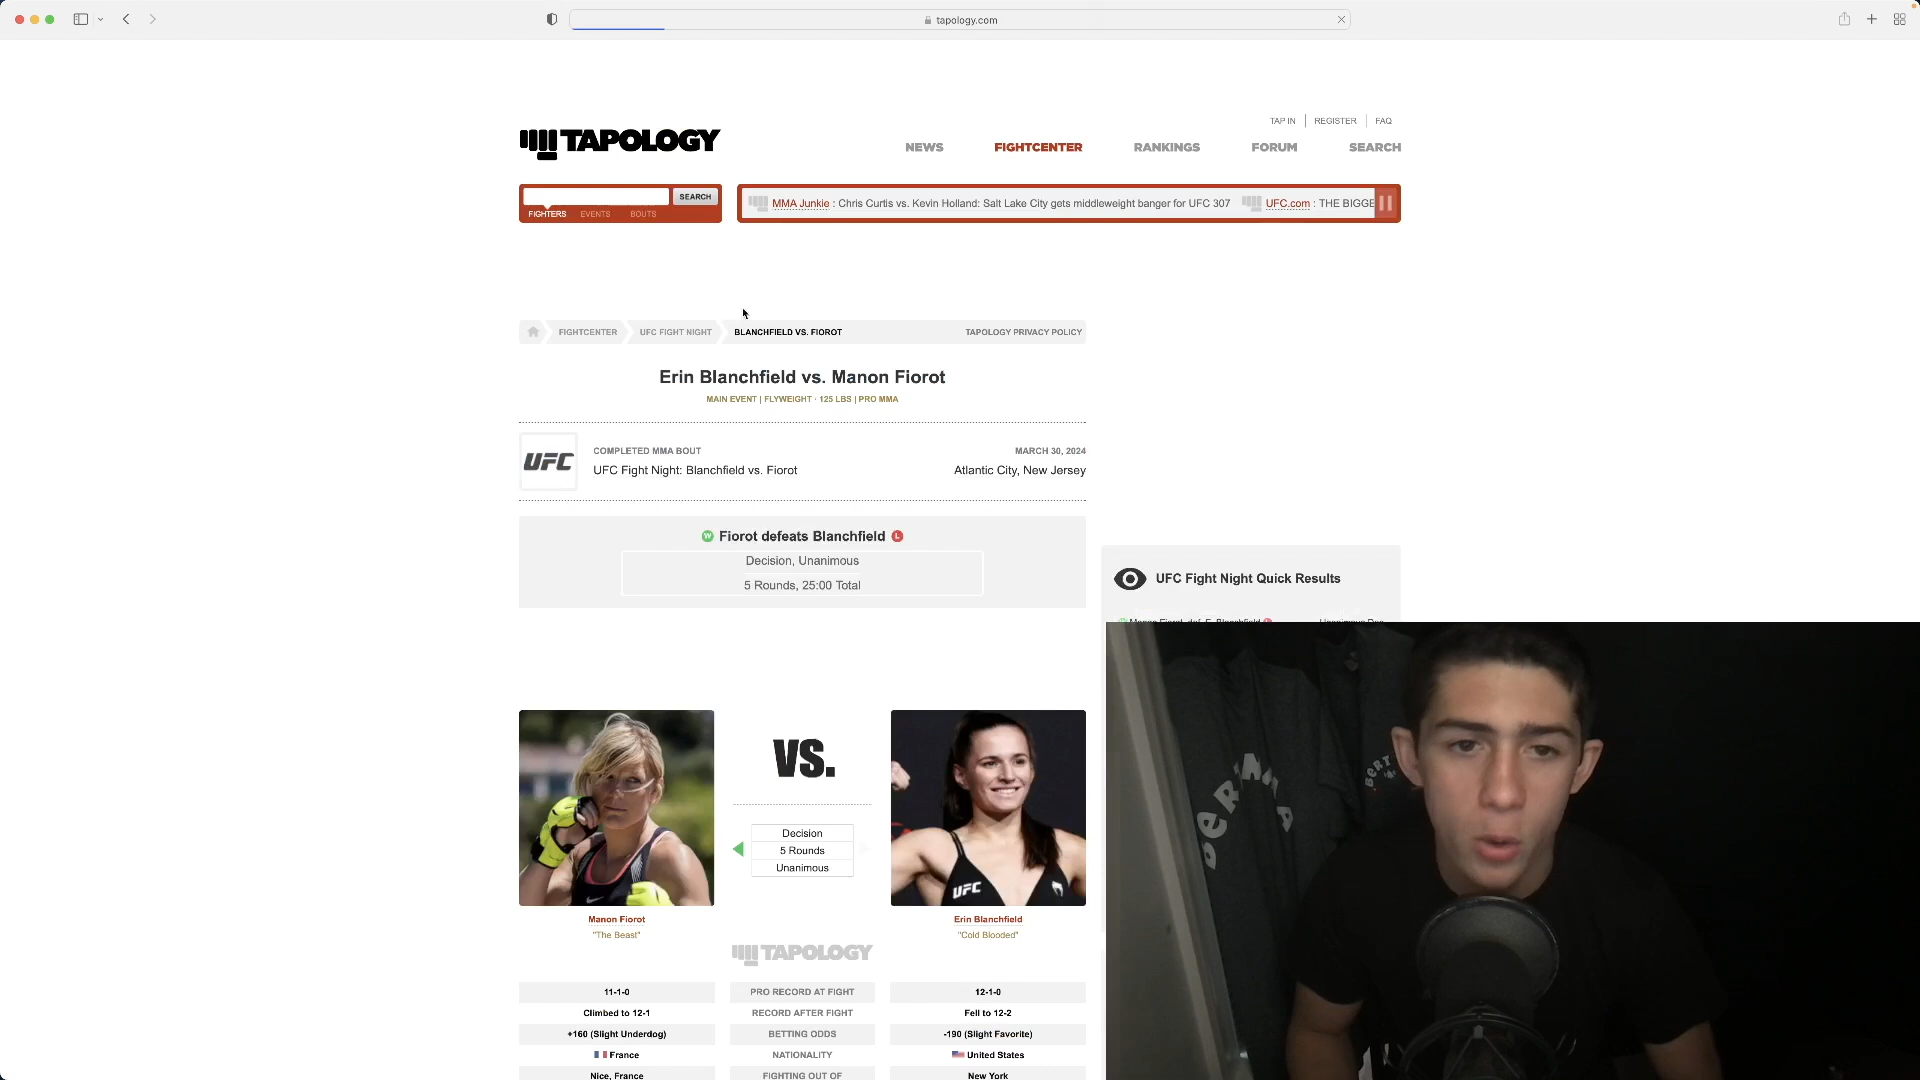 tapology.com
TAP IN
REGISTER
FAQ
TAPOLOGY
NEWS
FIGHTCENTER
RANKINGS
FORUM
SEARCH
SEARCH
FIGHTERS
EVENTS
BOUTS
MMA Junkie : Chris Curtis vs. Kevin Holland: Salt Lake City gets middleweight banger for UFC 307
UFC.com : THE BIGGE
FIGHTCENTER
UFC FIGHT NIGHT
BLANCHFIELD VS. FIOROT
TAPOLOGY PRIVACY POLICY
Erin Blanchfield vs. Manon Fiorot
MAIN EVENT | FLYWEIGHT · 125 LBS | PRO MMA
UFC
COMPLETED MMA BOUT
MARCH 30, 2024
UFC Fight Night: Blanchfield vs. Fiorot
Atlantic City, New Jersey
W Fiorot defeats Blanchfield L
Decision, Unanimous
5 Rounds, 25:00 Total
UFC Fight Night Quick Results
VS.
Decision
5 Rounds
Unanimous
UFC
Manon Fiorot
"The Beast"
Erin Blanchfield
"Cold Blooded"
TAPOLOGY
11-1-0
PRO RECORD AT FIGHT
12-1-0
Climbed to 12-1
RECORD AFTER FIGHT
Fell to 12-2
+160 (Slight Underdog)
BETTING ODDS
-190 (Slight Favorite)
France
NATIONALITY
United States
Nice, France
FIGHTING OUT OF
New York